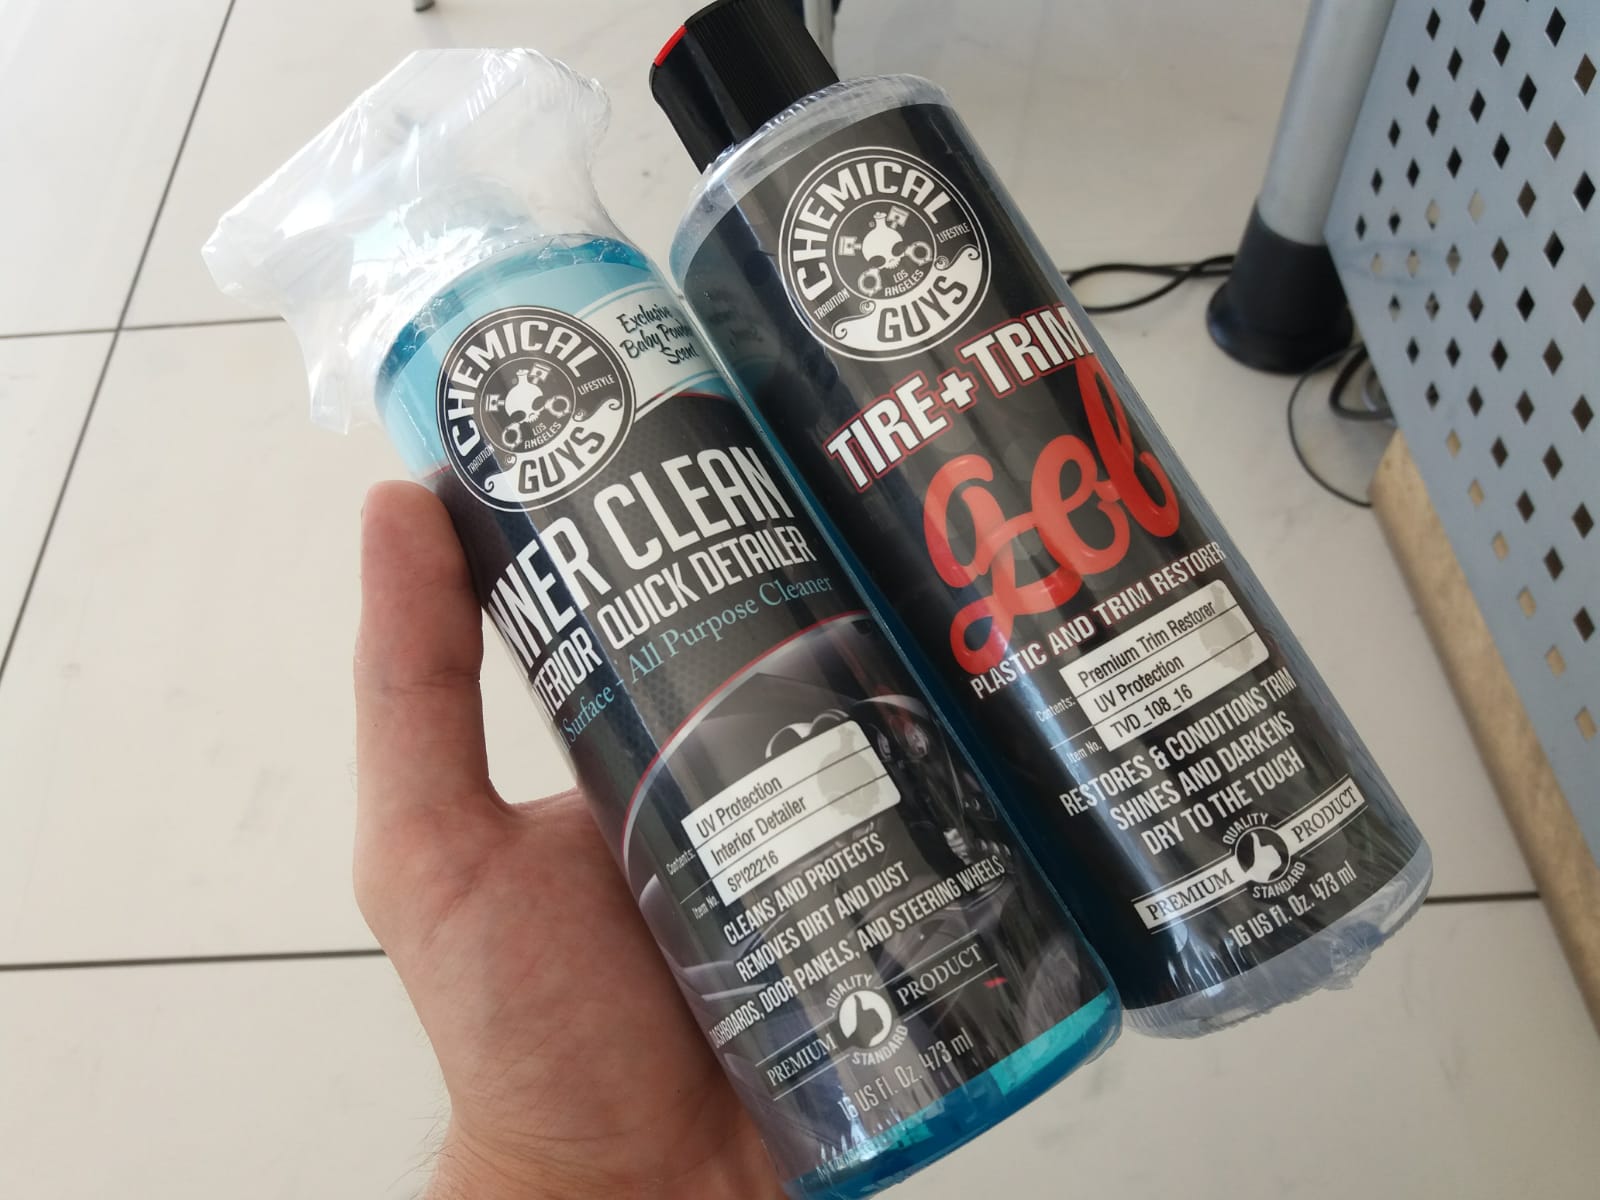 CHEMICAL
GUYS
TRADITION
LIFESTYLE
LOS
ANGELES
Exclusive
Baby Powder
Scent
NNER CLEAN
TERIOR QUICK DETAILER
Surface - All Purpose Cleaner
Contents: UV Protection
Interior Detailer
Item No. SPI22216
CLEANS AND PROTECTS
REMOVES DIRT AND DUST
DASHBOARDS, DOOR PANELS, AND STEERING WHEELS
QUALITY
PREMIUM PRODUCT
STANDARD
16 US Fl. Oz. 473 ml
CHEMICAL
GUYS
TRADITION
LIFESTYLE
LOS
ANGELES
TIRE+TRIM
gel
PLASTIC AND TRIM RESTORER
Contents: Premium Trim Restorer
UV Protection
Item No. TVD_108_16
RESTORES & CONDITIONS TRIM
SHINES AND DARKENS
DRY TO THE TOUCH
QUALITY
PREMIUM PRODUCT
STANDARD
16 US Fl. Oz. 473 ml